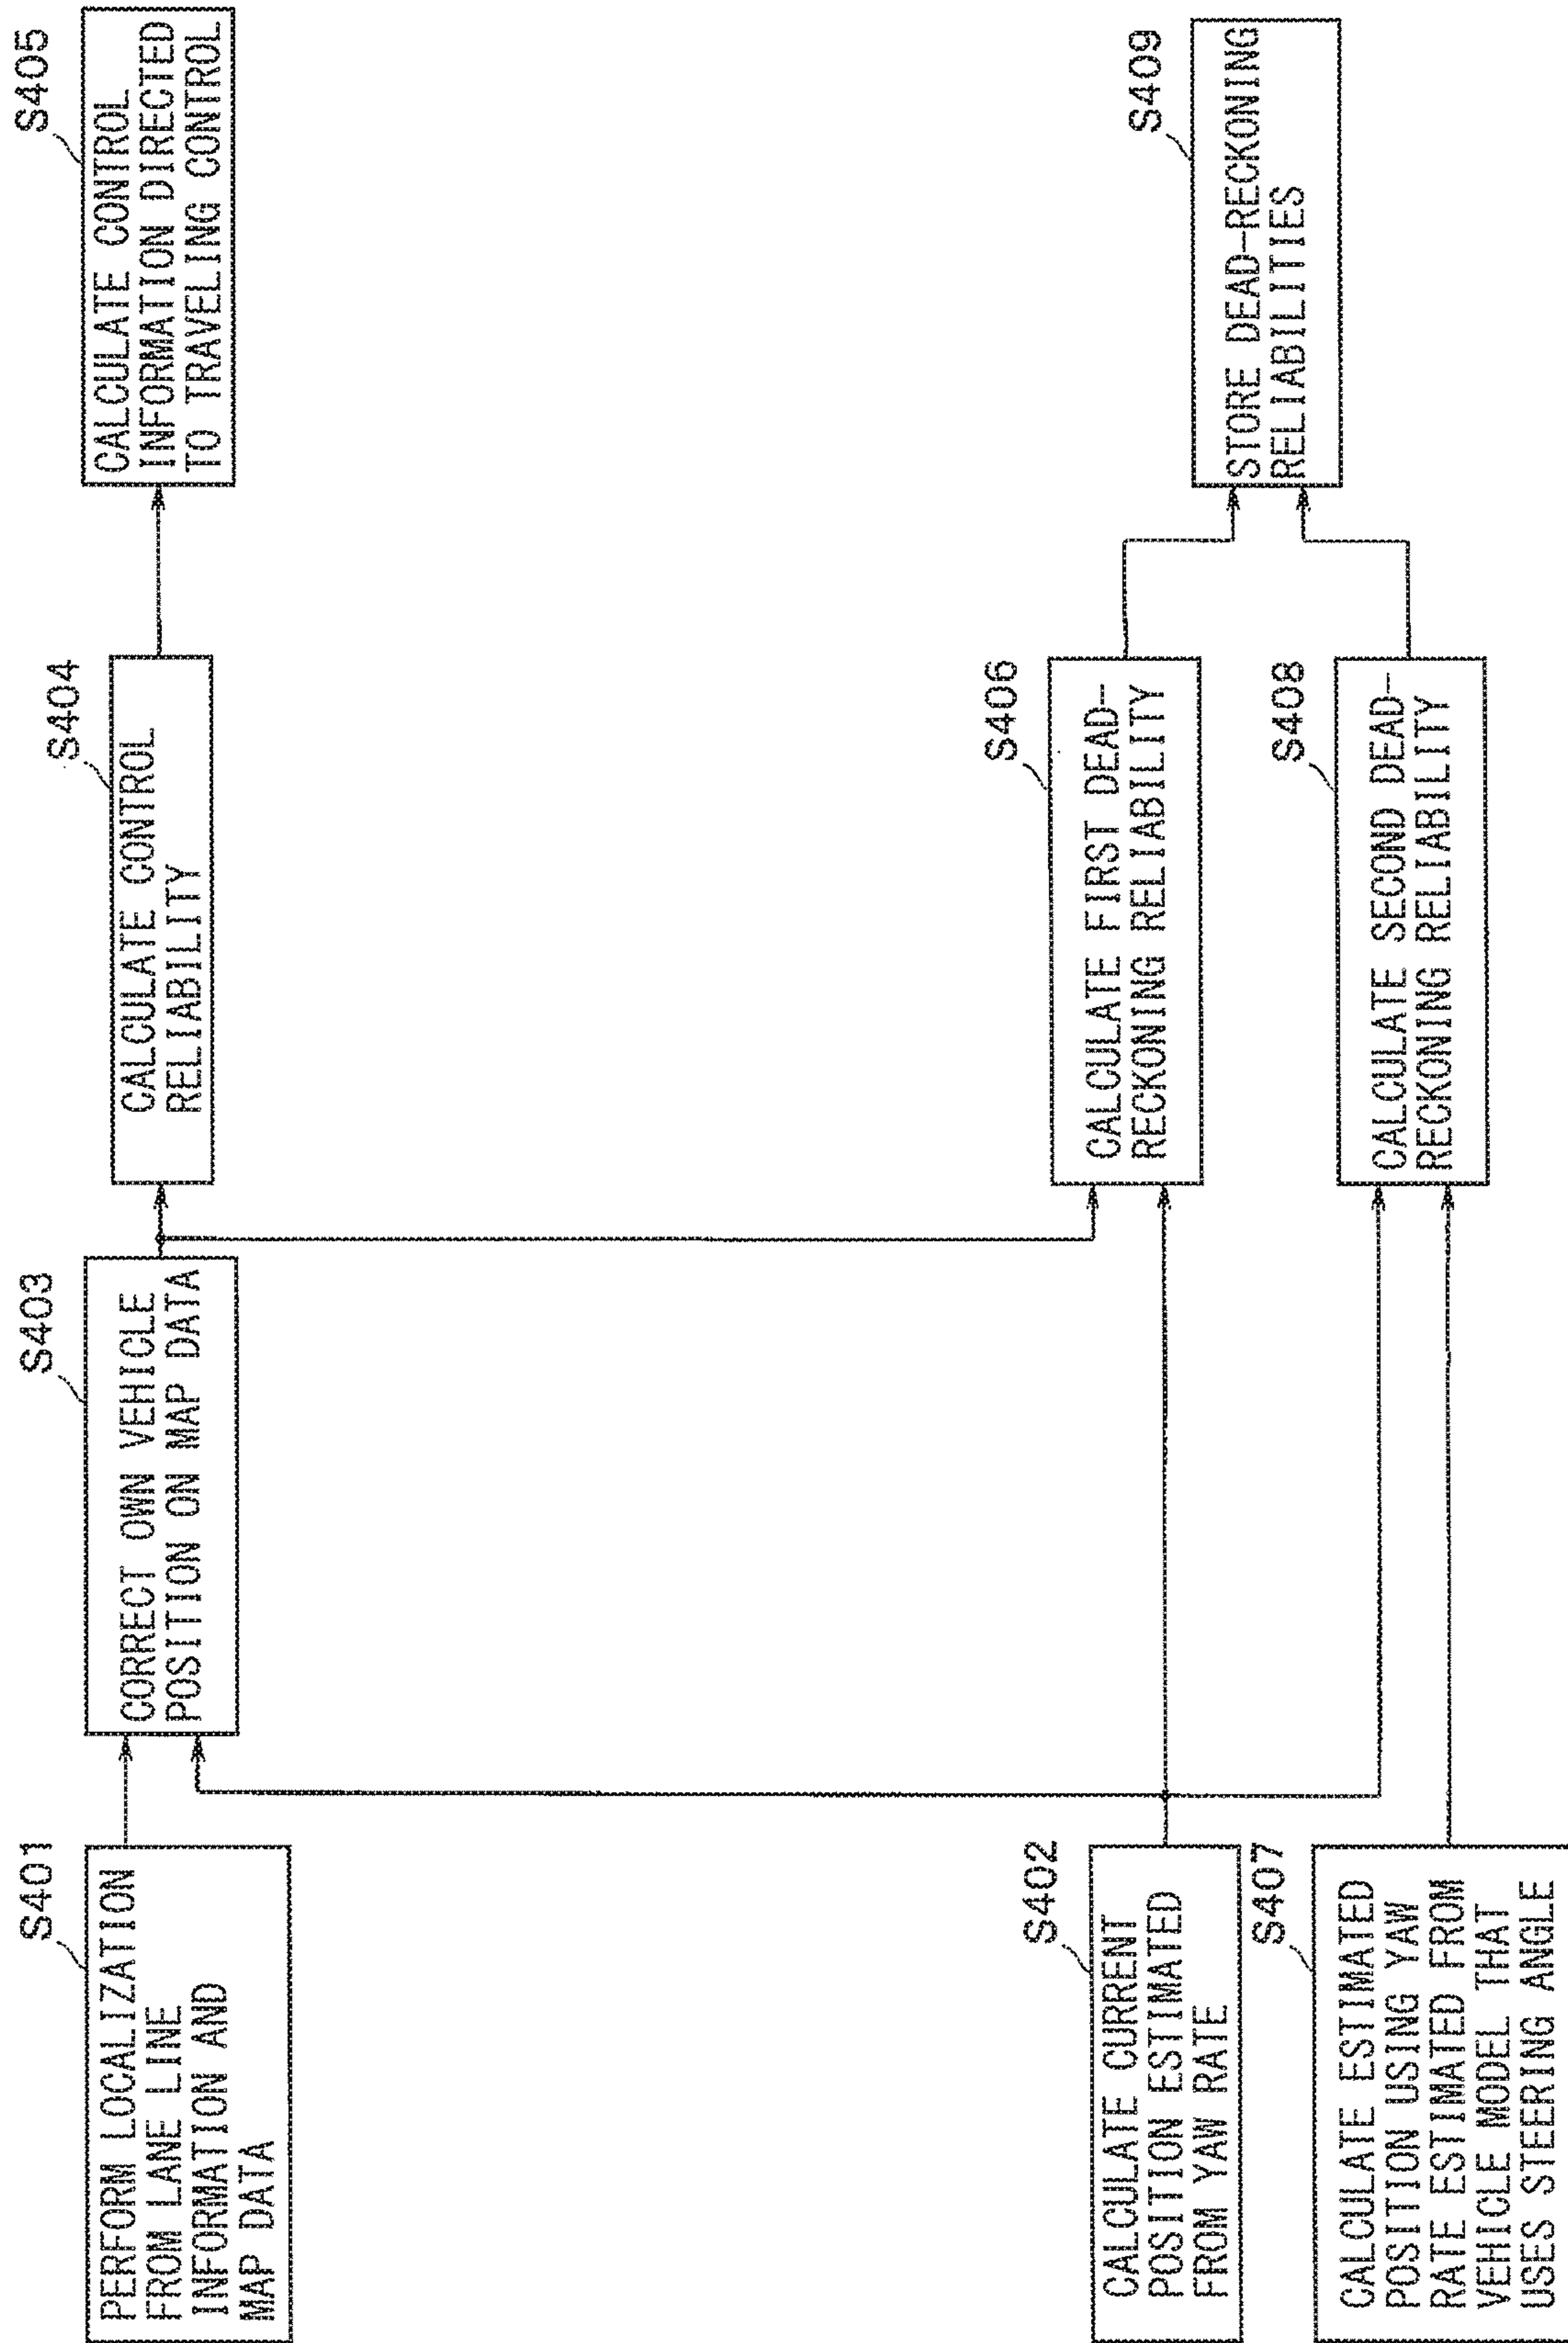 S401
PERFORM LOCALIZATION
FROM LANE LINE
INFORMATION AND
MAP DATA
S403
CORRECT OWN VEHICLE
POSITION ON MAP DATA
S404
CALCULATE CONTROL
RELIABILITY
S405
CALCULATE CONTROL
INFORMATION DIRECTED
TO TRAVELING CONTROL
S402
CALCULATE CURRENT
POSITION ESTIMATED
FROM YAW RATE
S406
CALCULATE FIRST DEAD-
RECKONING RELIABILITY
S409
STORE DEAD-RECKONING
RELIABILITIES
S407
CALCULATE ESTIMATED
POSITION USING YAW
RATE ESTIMATED FROM
VEHICLE MODEL THAT
USES STEERING ANGLE
S408
CALCULATE SECOND DEAD-
RECKONING RELIABILITY